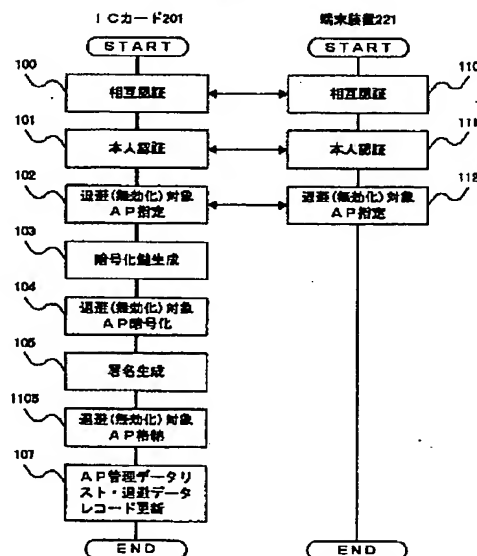 ICカード201
端末装置221
START
START
100
相互認証
110
相互認証
101
本人認証
111
本人認証
102
退避(無効化)対象
AP指定
112
退避(無効化)対象
AP指定
103
暗号化鍵生成
104
退避(無効化)対象
AP暗号化
105
署名生成
1105
退避(無効化)対象
AP格納
107
AP管理データリ
スト・退避データ
レコード更新
END
END